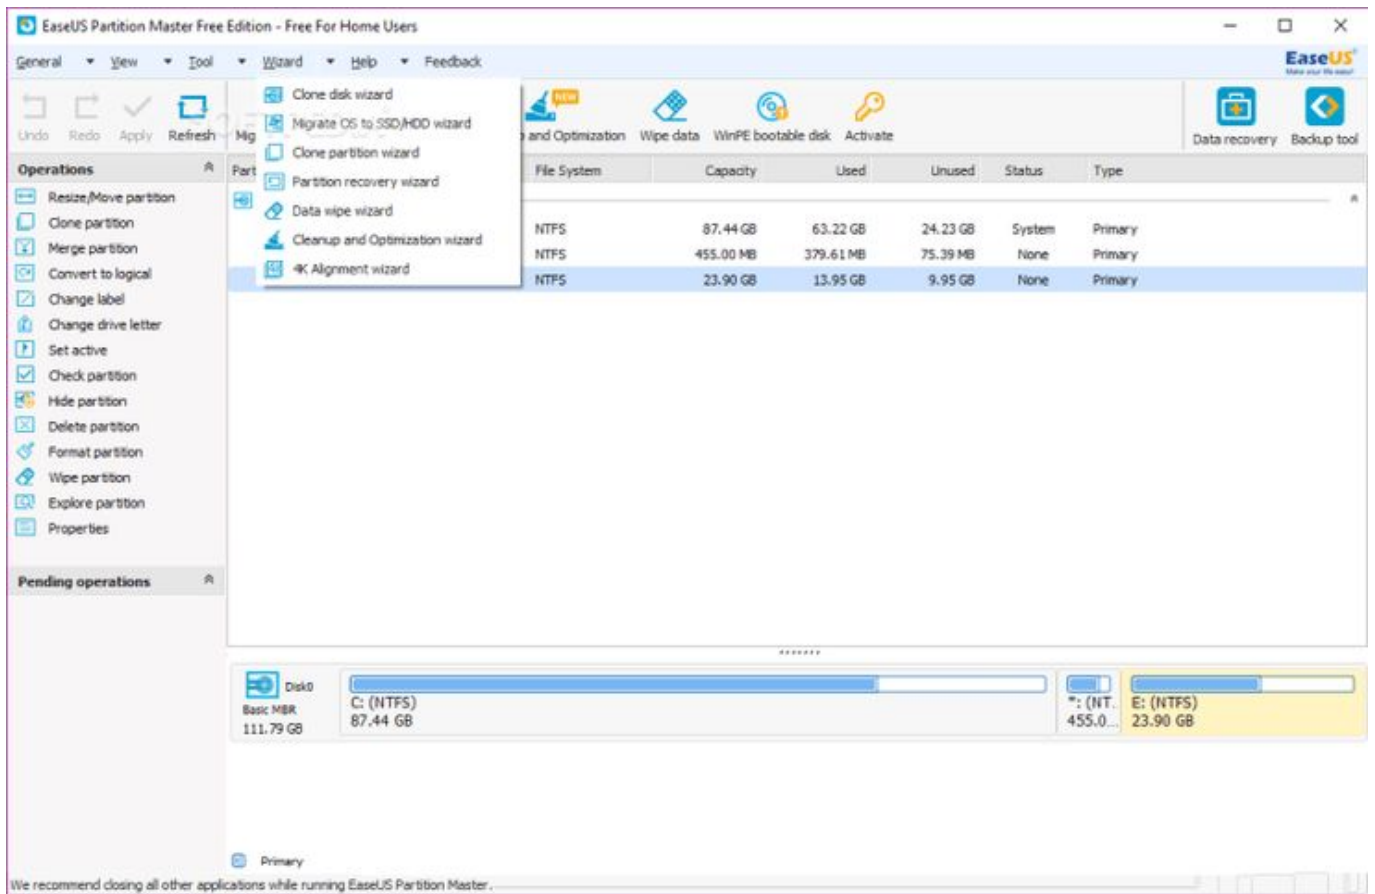 EaseUS Partition Master Free Edition - Free For Home Users
General View Tool Wizard Help Feedback
EaseUS
Make your life easy!
Clone disk wizard
Migrate OS to SSD/HDD wizard
Clone partition wizard
Partition recovery wizard
Data wipe wizard
Cleanup and Optimization wizard
4K Alignment wizard
Undo Redo Apply Refresh Mig and Optimization Wipe data WinPE bootable disk Activate Data recovery Backup tool
NEW
Operations
Resize/Move partition
Clone partition
Merge partition
Convert to logical
Change label
Change drive letter
Set active
Check partition
Hide partition
Delete partition
Format partition
Wipe partition
Explore partition
Properties
Pending operations
Part File System Capacity Used Unused Status Type
NTFS 87.44 GB 63.22 GB 24.23 GB System Primary
NTFS 455.00 MB 379.61 MB 75.39 MB None Primary
NTFS 23.90 GB 13.95 GB 9.95 GB None Primary
Disk0
Basic MBR
111.79 GB
C: (NTFS)
87.44 GB
*: (NT.
455.0...
E: (NTFS)
23.90 GB
Primary
We recommend closing all other applications while running EaseUS Partition Master.